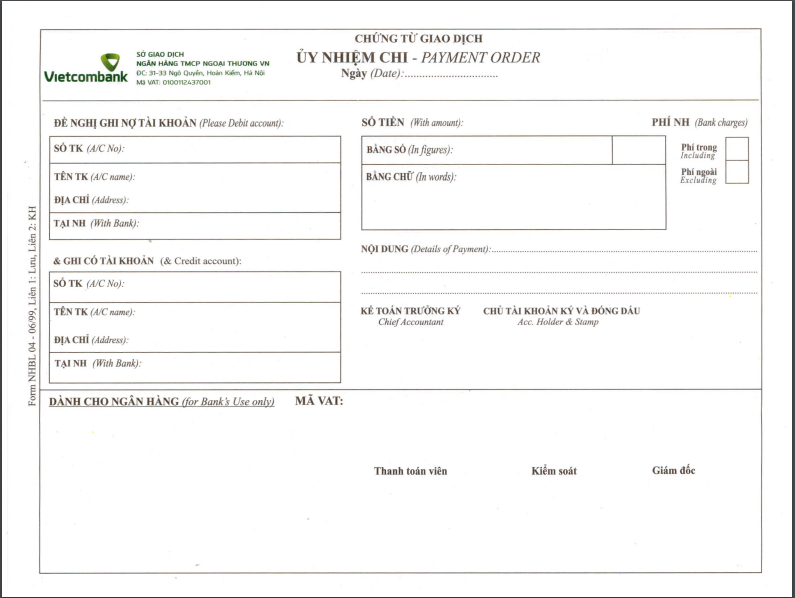 CHỨNG TỪ GIAO DỊCH
ỦY NHIỆM CHI - PAYMENT ORDER
Ngày (Date):................................
Vietcombank
SỞ GIAO DỊCH
NGÂN HÀNG TMCP NGOẠI THƯƠNG VN
ĐC: 31-33 Ngô Quyền, Hoàn Kiếm, Hà Nội
Mã VAT: 0100112437001
ĐỀ NGHỊ GHI NỢ TÀI KHOẢN (Please Debit account):
SỐ TK (A/C No):
TÊN TK (A/C name):
ĐỊA CHỈ (Address):
TẠI NH (With Bank):
& GHI CÓ TÀI KHOẢN (& Credit account):
SỐ TK (A/C No):
TÊN TK (A/C name):
ĐỊA CHỈ (Address):
TẠI NH (With Bank):
SỐ TIỀN (With amount):
BẰNG SỐ (In figures):
BẰNG CHỮ (In words):
PHÍ NH (Bank charges)
Phí trong
Including
Phí ngoài
Excluding
NỘI DUNG (Details of Payment):................................
KẾ TOÁN TRƯỞNG KÝ
Chief Accountant
CHỦ TÀI KHOẢN KÝ VÀ ĐÓNG DẤU
Acc. Holder & Stamp
DÀNH CHO NGÂN HÀNG (for Bank's Use only) MÃ VAT:
Thanh toán viên Kiểm soát Giám đốc
Form NHBL 04 - 06/99, Liên 1: Lưu, Liên 2: KH